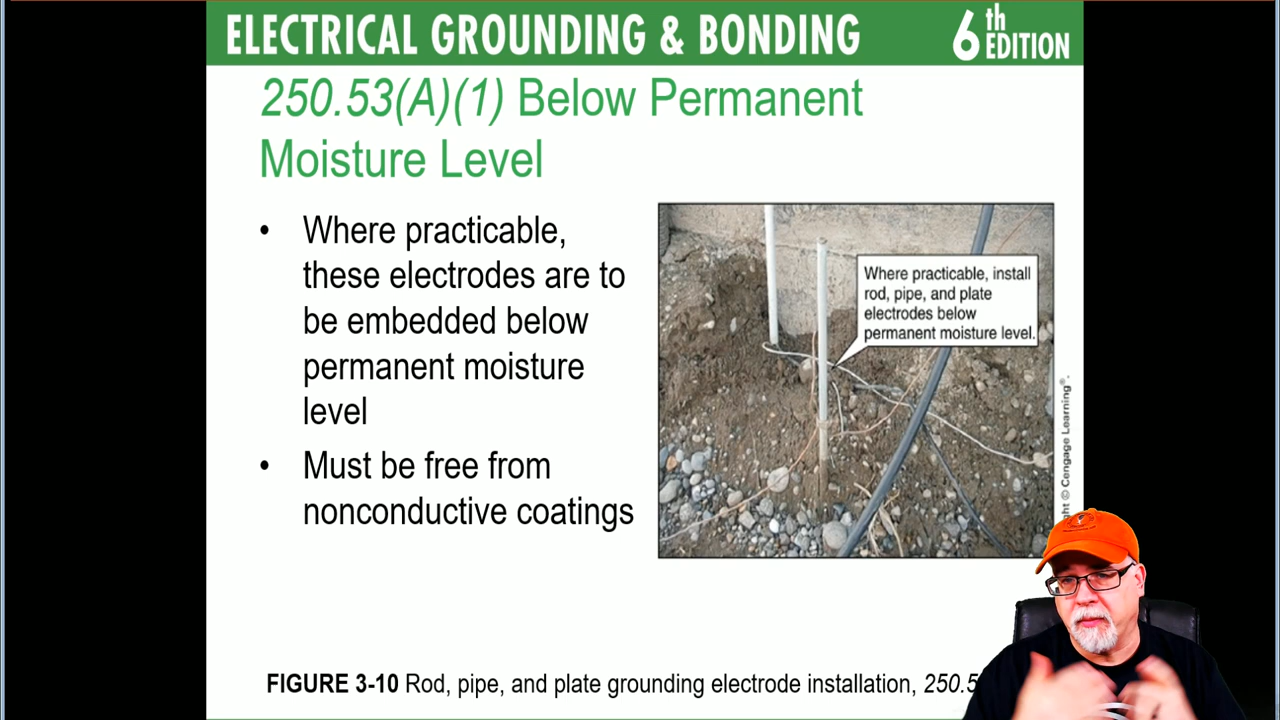 ELECTRICAL GROUNDING & BONDING
6th EDITION
250.53(A)(1) Below Permanent
Moisture Level
• Where practicable,
these electrodes are to
be embedded below
permanent moisture
level
• Must be free from
nonconductive coatings
Where practicable, install
rod, pipe, and plate
electrodes below
permanent moisture level.
© Cengage Learning®.
FIGURE 3-10 Rod, pipe, and plate grounding electrode installation,